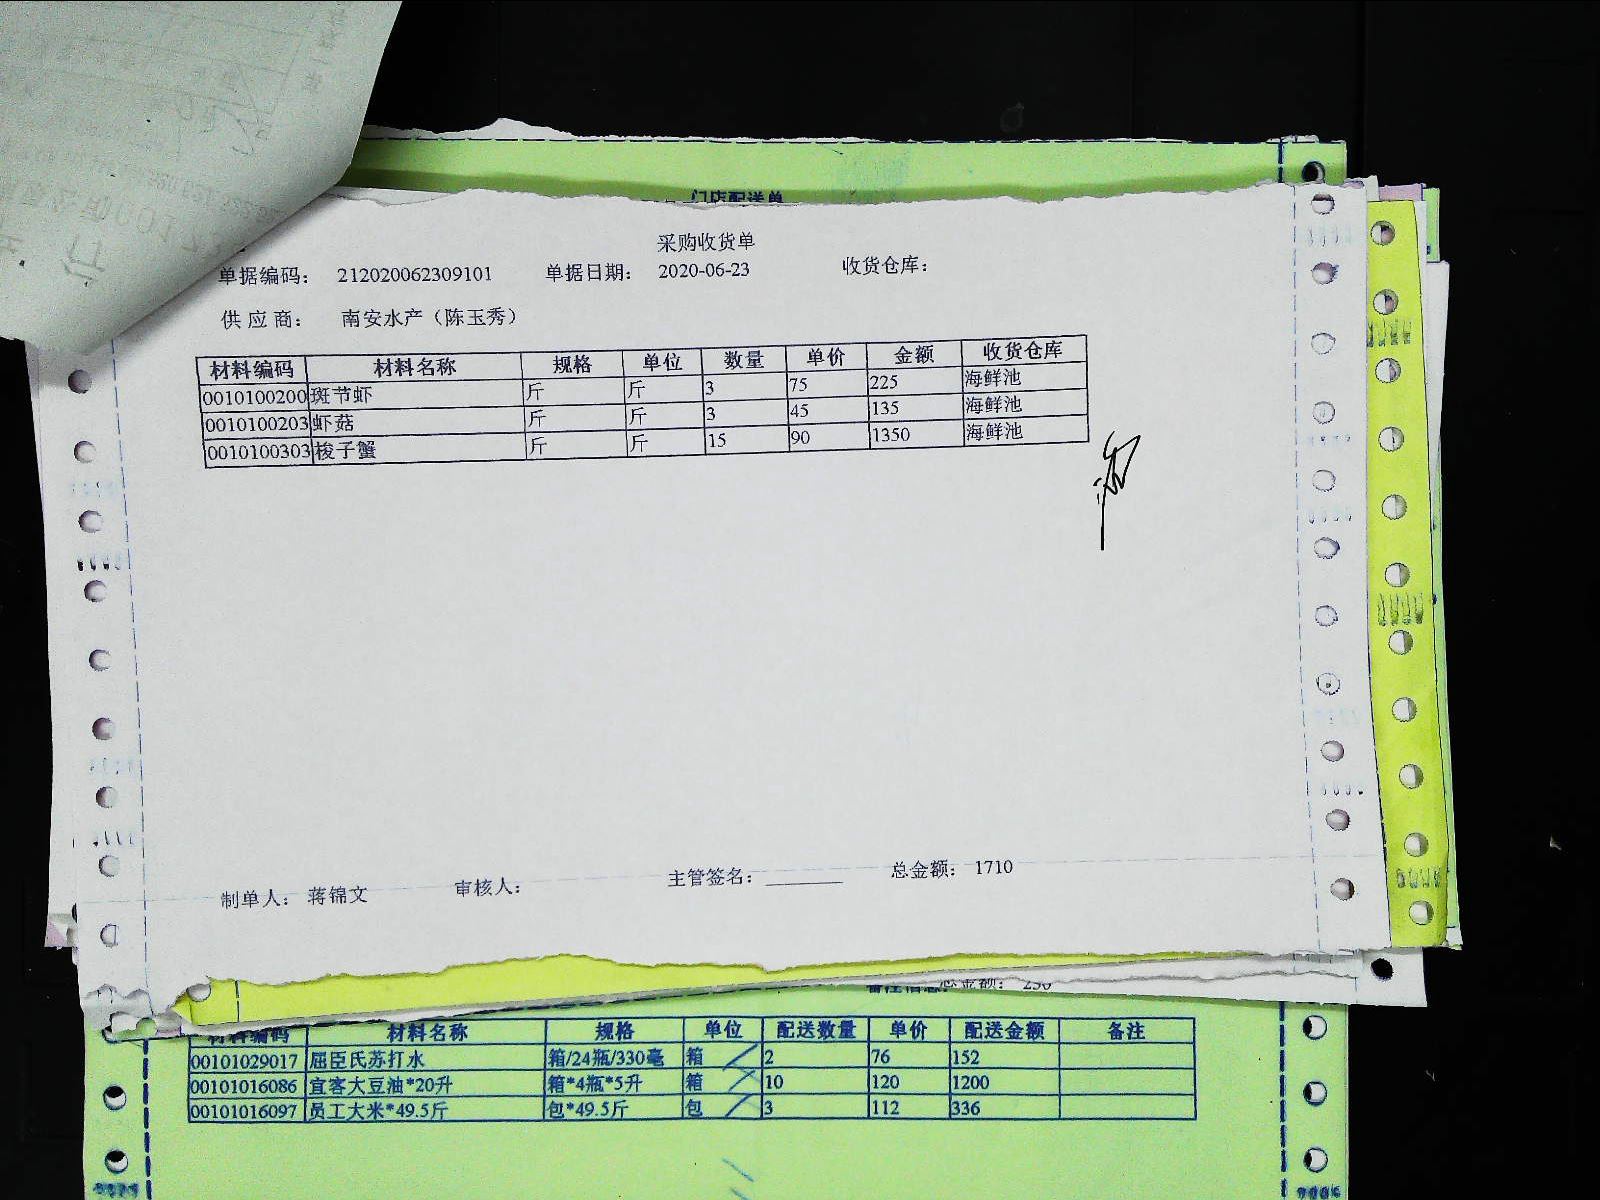 门店配送单
采购收货单
单据编码： 212020062309101 单据日期： 2020-06-23 收货仓库：
供 应 商： 南安水产（陈玉秀）
材料编码 材料名称 规格 单位 数量 单价 金额 收货仓库
0010100200 斑节虾 斤 斤 3 75 225 海鲜池
0010100203 虾菇 斤 斤 3 45 135 海鲜池
0010100303 梭子蟹 斤 斤 15 90 1350 海鲜池
制单人： 蒋锦文 审核人： 主管签名：________ 总金额： 1710
总金额： 230
材料编码 材料名称 规格 单位 配送数量 单价 配送金额 备注
00101029017 屈臣氏苏打水 箱/24瓶/330毫 箱 2 76 152
00101016086 宜客大豆油*20升 箱*4瓶*5升 箱 10 120 1200
00101016097 员工大米*49.5斤 包*49.5斤 包 3 112 336